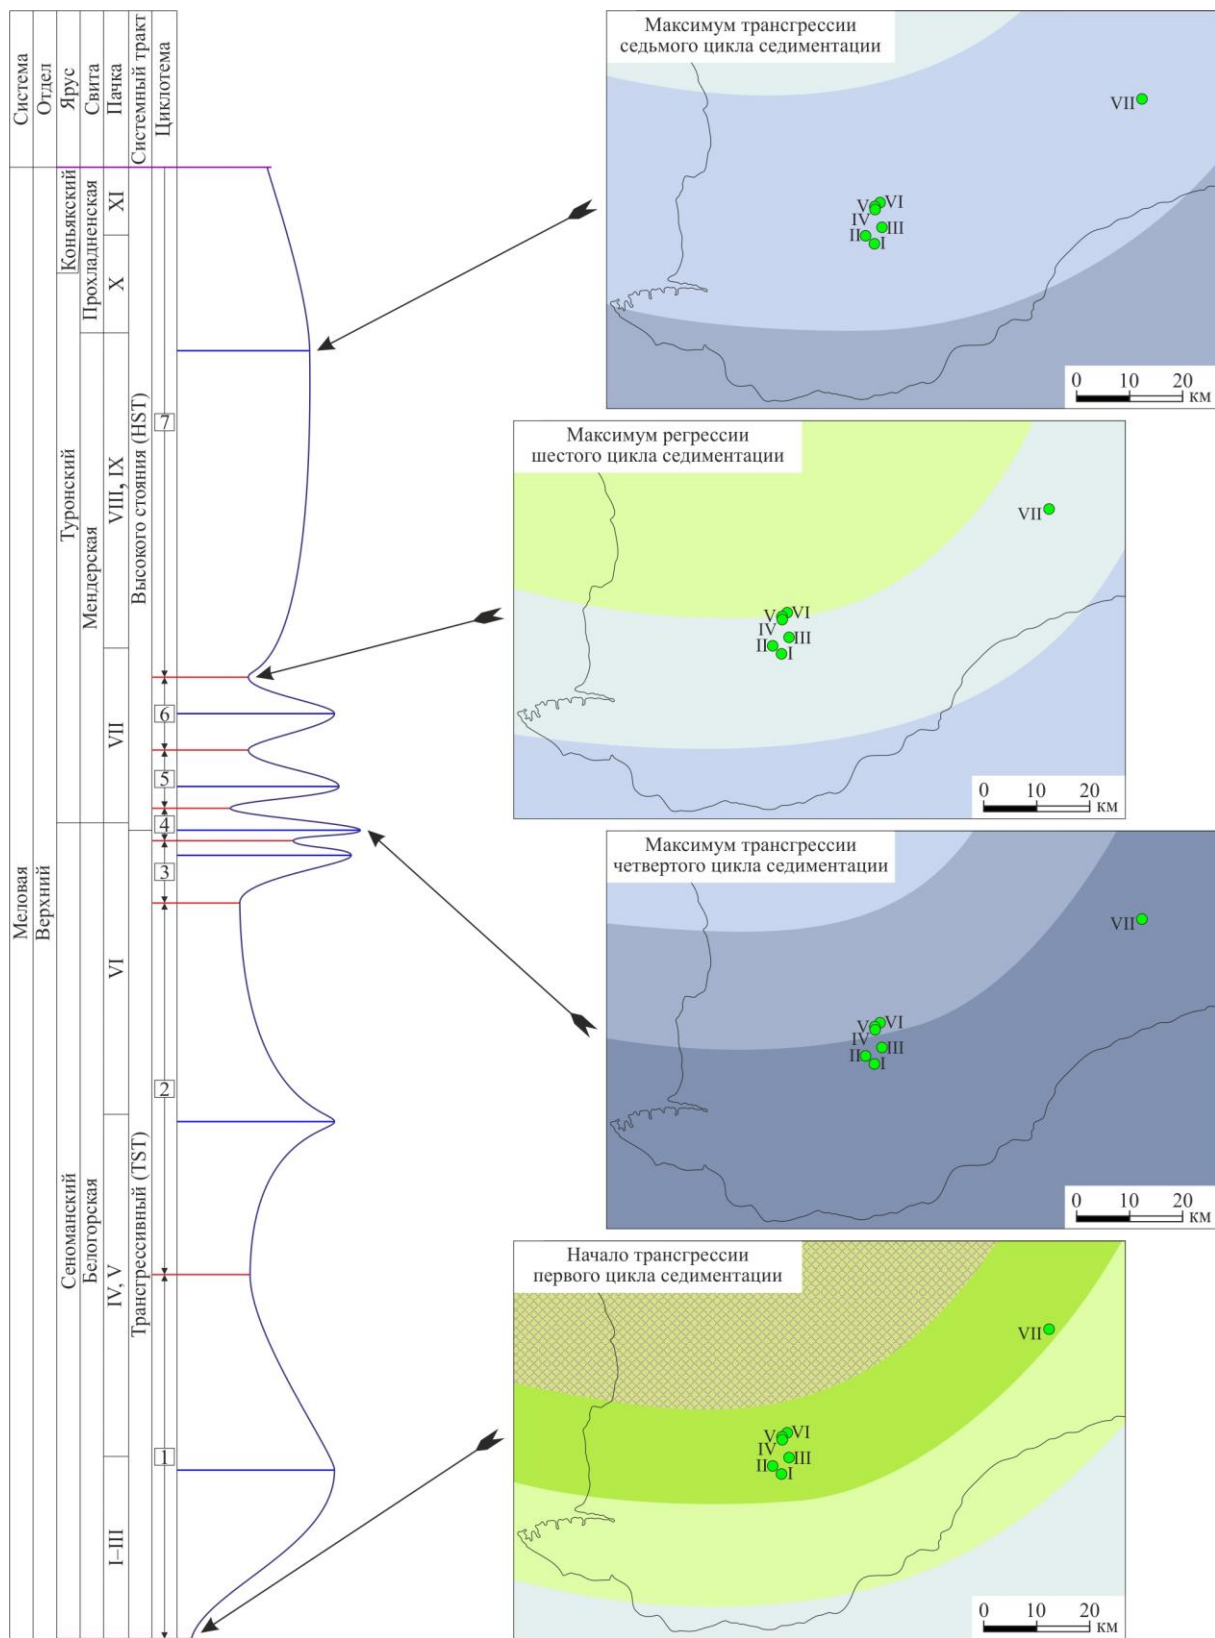 Система
Отдел
Ярус
Свита
Пачка
Системный тракт
Циклотема
Меловая
Верхний
Коньякский
Туронский
Сеноманский
Прохладненская
Мендерская
Белогорская
XI
X
VIII, IX
VII
VI
IV, V
I–III
Высокого стояния (HST)
Трансгрессивный (TST)
7
6
5
4
3
2
1
Максимум трансгрессии
седьмого цикла седиментации
VII
V
VI
IV
III
II
I
0 10 20
км
Максимум регрессии
шестого цикла седиментации
VII
V
VI
IV
III
II
I
0 10 20
км
Максимум трансгрессии
четвертого цикла седиментации
VII
V
VI
IV
III
II
I
0 10 20
км
Начало трансгрессии
первого цикла седиментации
VII
V
VI
IV
III
II
I
0 10 20
км